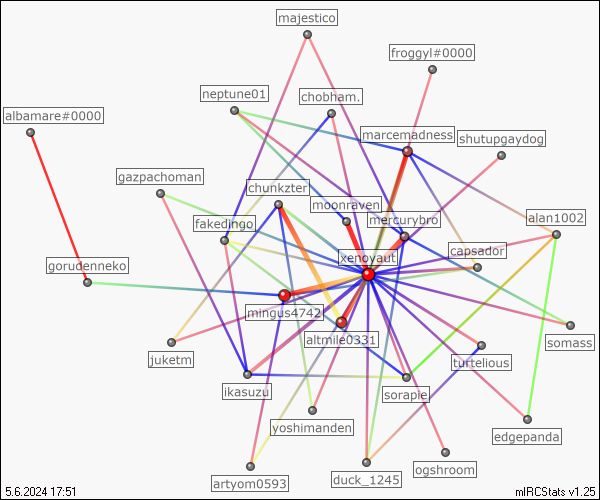 majestico
froggyl#0000
neptune01
chobham.
albamare#0000
marcemadness
shutupgaydog
gazpachoman
chunkzter
moonraven
mercurybro
alan1002
fakedingo
xenoyaut
capsador
gorudenneko
mingus4742
altmile0331
somass
juketm
turtelious
ikasuzu
sorapie
yoshimanden
edgepanda
artyom0593
duck_1245
ogshroom
5.6.2024 17:51
mIRCStats v1.25